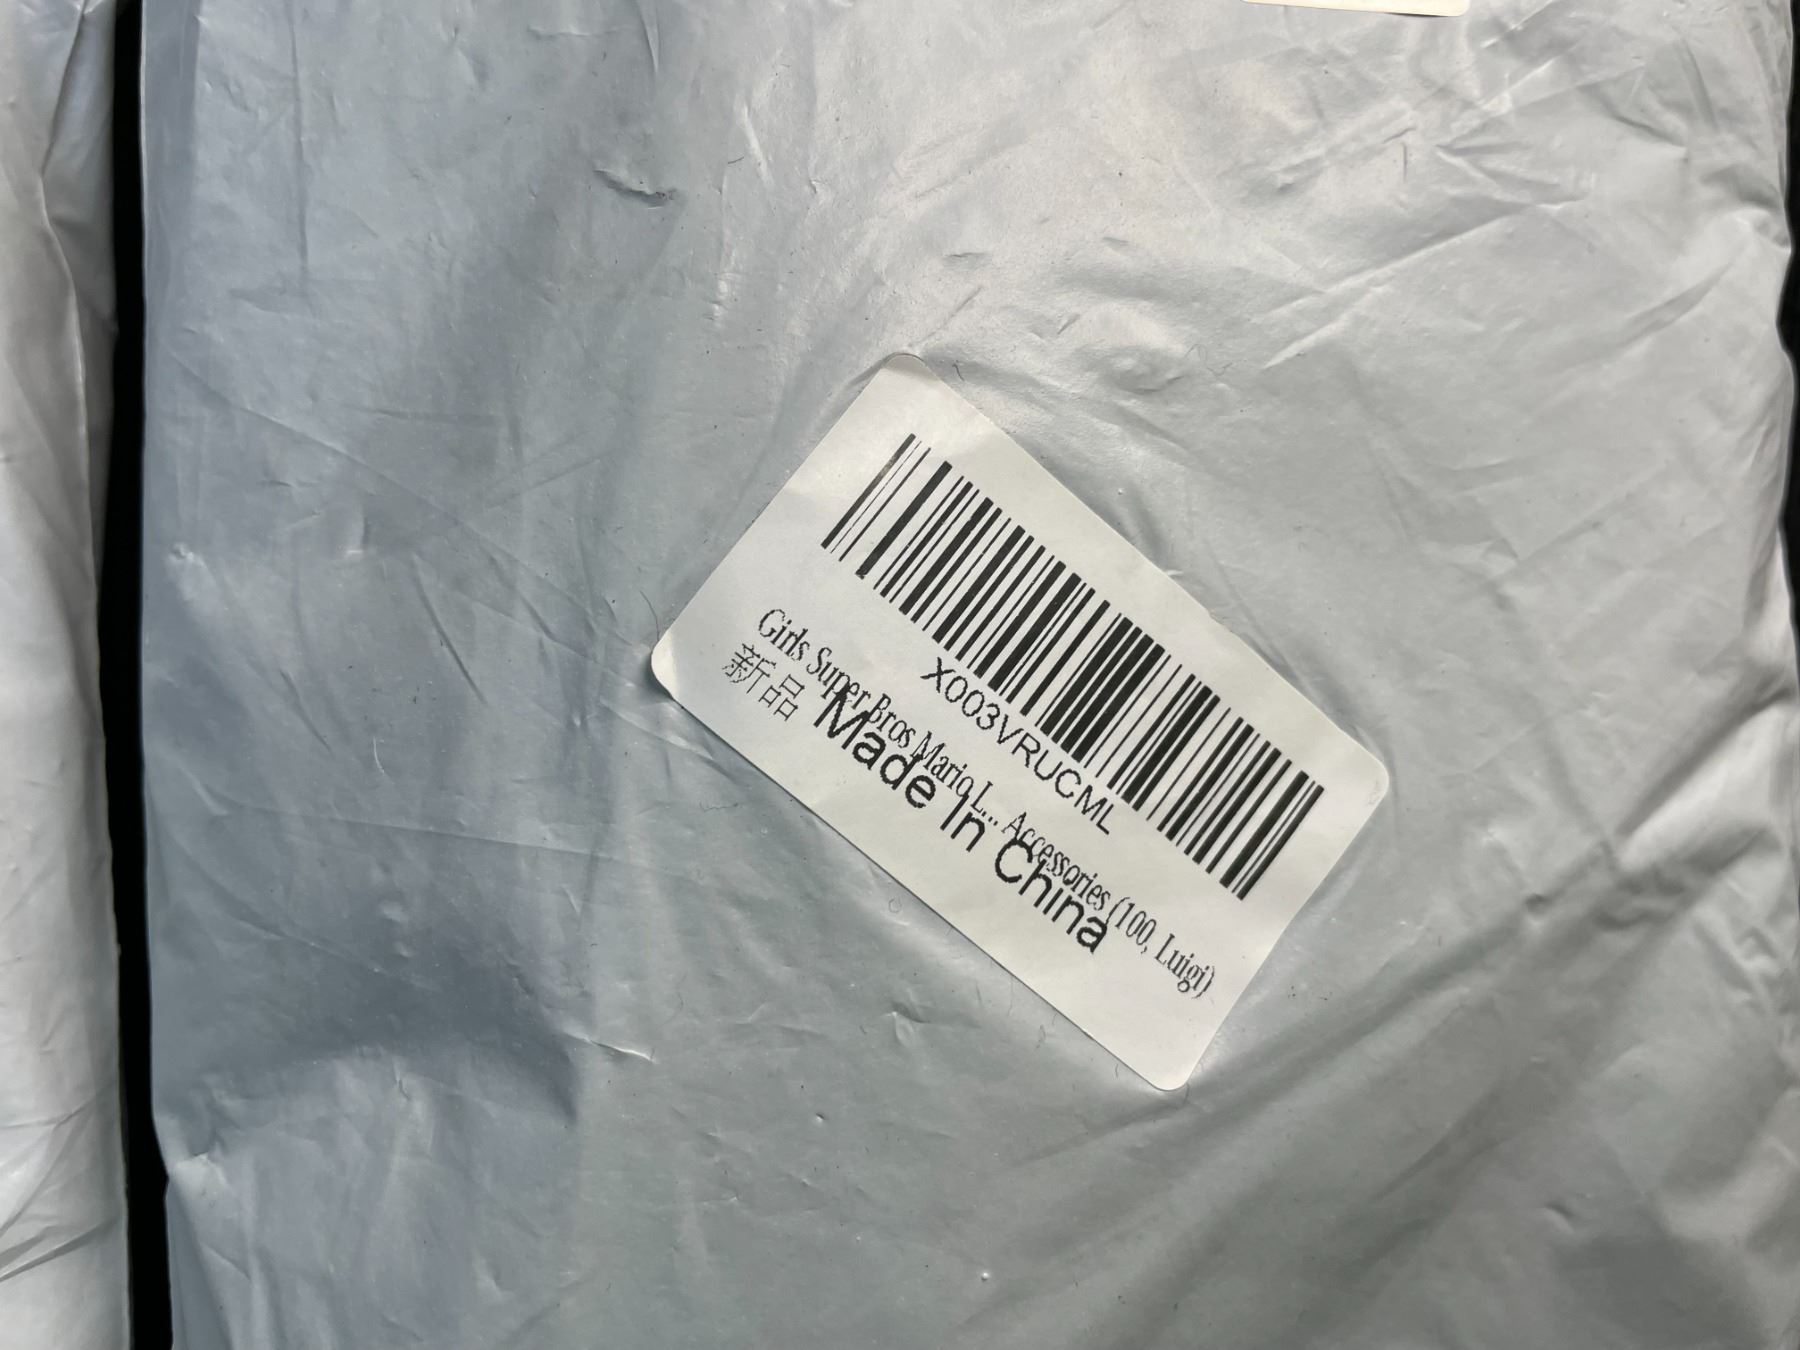 X003VRUCML
Girls Super Bros Mario L... Accessories (100, Luigi)
新品
Made In China